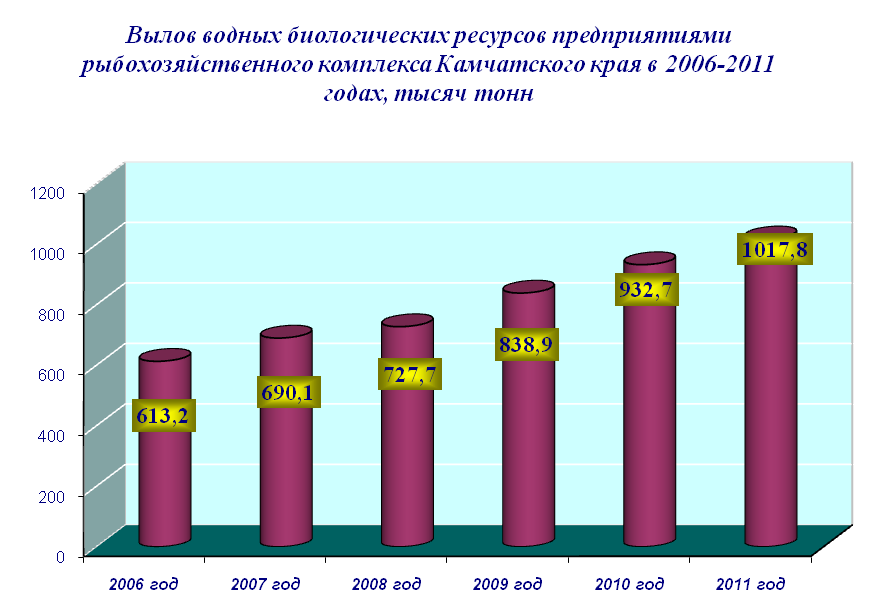 Вылов водных биологических ресурсов предприятиями
рыбохозяйственного комплекса Камчатского края в 2006-2011
годах, тысяч тонн
1200
1000
800
600
400
200
0
613,2
690,1
727,7
838,9
932,7
1017,8
2006 год
2007 год
2008 год
2009 год
2010 год
2011 год